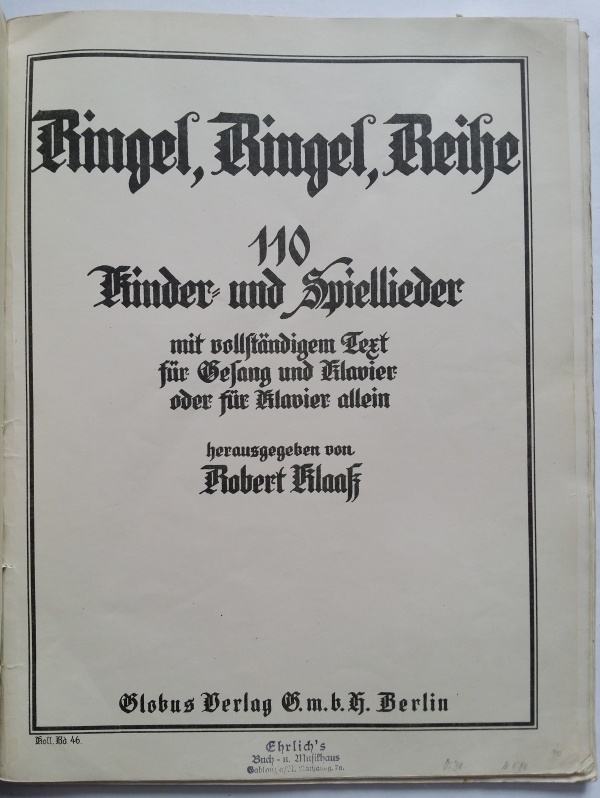 Ringel, Ringel, Reihe
110
Kinder- und Spiellieder
mit vollständigem Text
für Gesang und Klavier
oder für Klavier allein
herausgegeben von
Robert Klaaß
Globus Verlag G.m.b.H. Berlin
Koll. Bd. 46.
Ehrlich's
Buch- u. Musikhaus
Gablonz a/N.